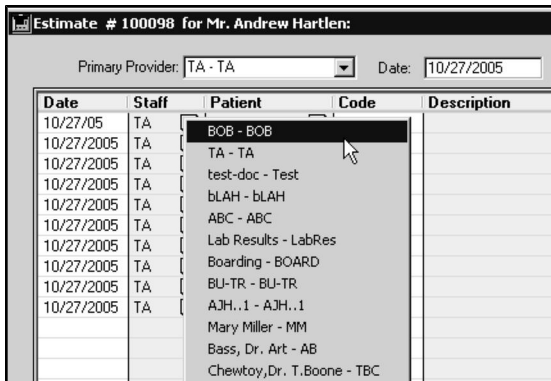 Estimate # 100098 for Mr. Andrew Hartlen:
Primary Provider: TA - TA Date: 10/27/2005
Date Staff Patient Code Description
10/27/05 TA
10/27/2005 TA
10/27/2005 TA
10/27/2005 TA
10/27/2005 TA
10/27/2005 TA
10/27/2005 TA
10/27/2005 TA
10/27/2005 TA
10/27/2005 TA
BOB - BOB
TA - TA
test-doc - Test
bLAH - bLAH
ABC - ABC
Lab Results - LabRes
Boarding - BOARD
BU-TR - BU-TR
AJH..1 - AJH..1
Mary Miller - MM
Bass, Dr. Art - AB
Chewtoy,Dr. T.Boone - TBC